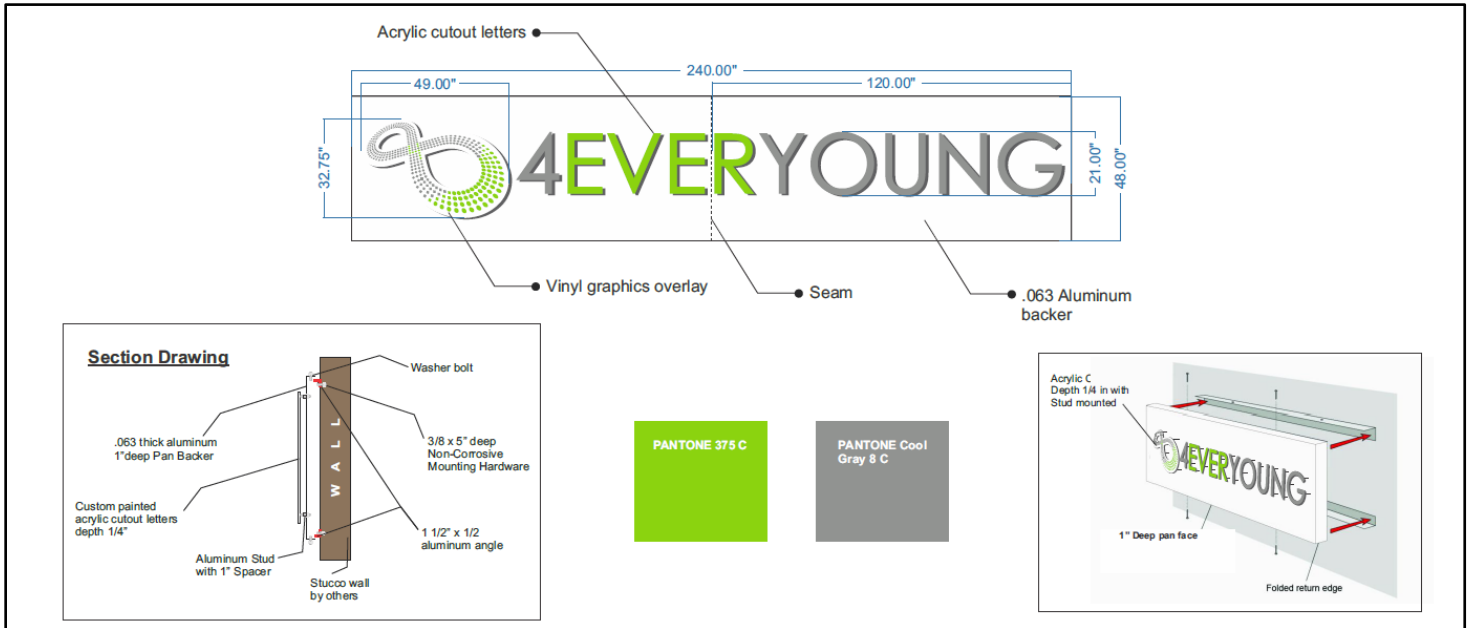 Acrylic cutout letters
240.00"
49.00"
120.00"
32.75"
4EVERYOUNG
21.00"
48.00"
Vinyl graphics overlay
Seam
.063 Aluminum
backer
Section Drawing
Washer bolt
WALL
.063 thick aluminum
1"deep Pan Backer
3/8 x 5" deep
Non-Corrosive
Mounting Hardware
Custom painted
acrylic cutout letters
depth 1/4"
1 1/2" x 1/2
aluminum angle
Aluminum Stud
with 1" Spacer
Stucco wall
by others
PANTONE 375 C
PANTONE Cool
Gray 8 C
Acrylic C
Depth 1/4 in with
Stud mounted
4EVERYOUNG
1" Deep pan face
Folded return edge